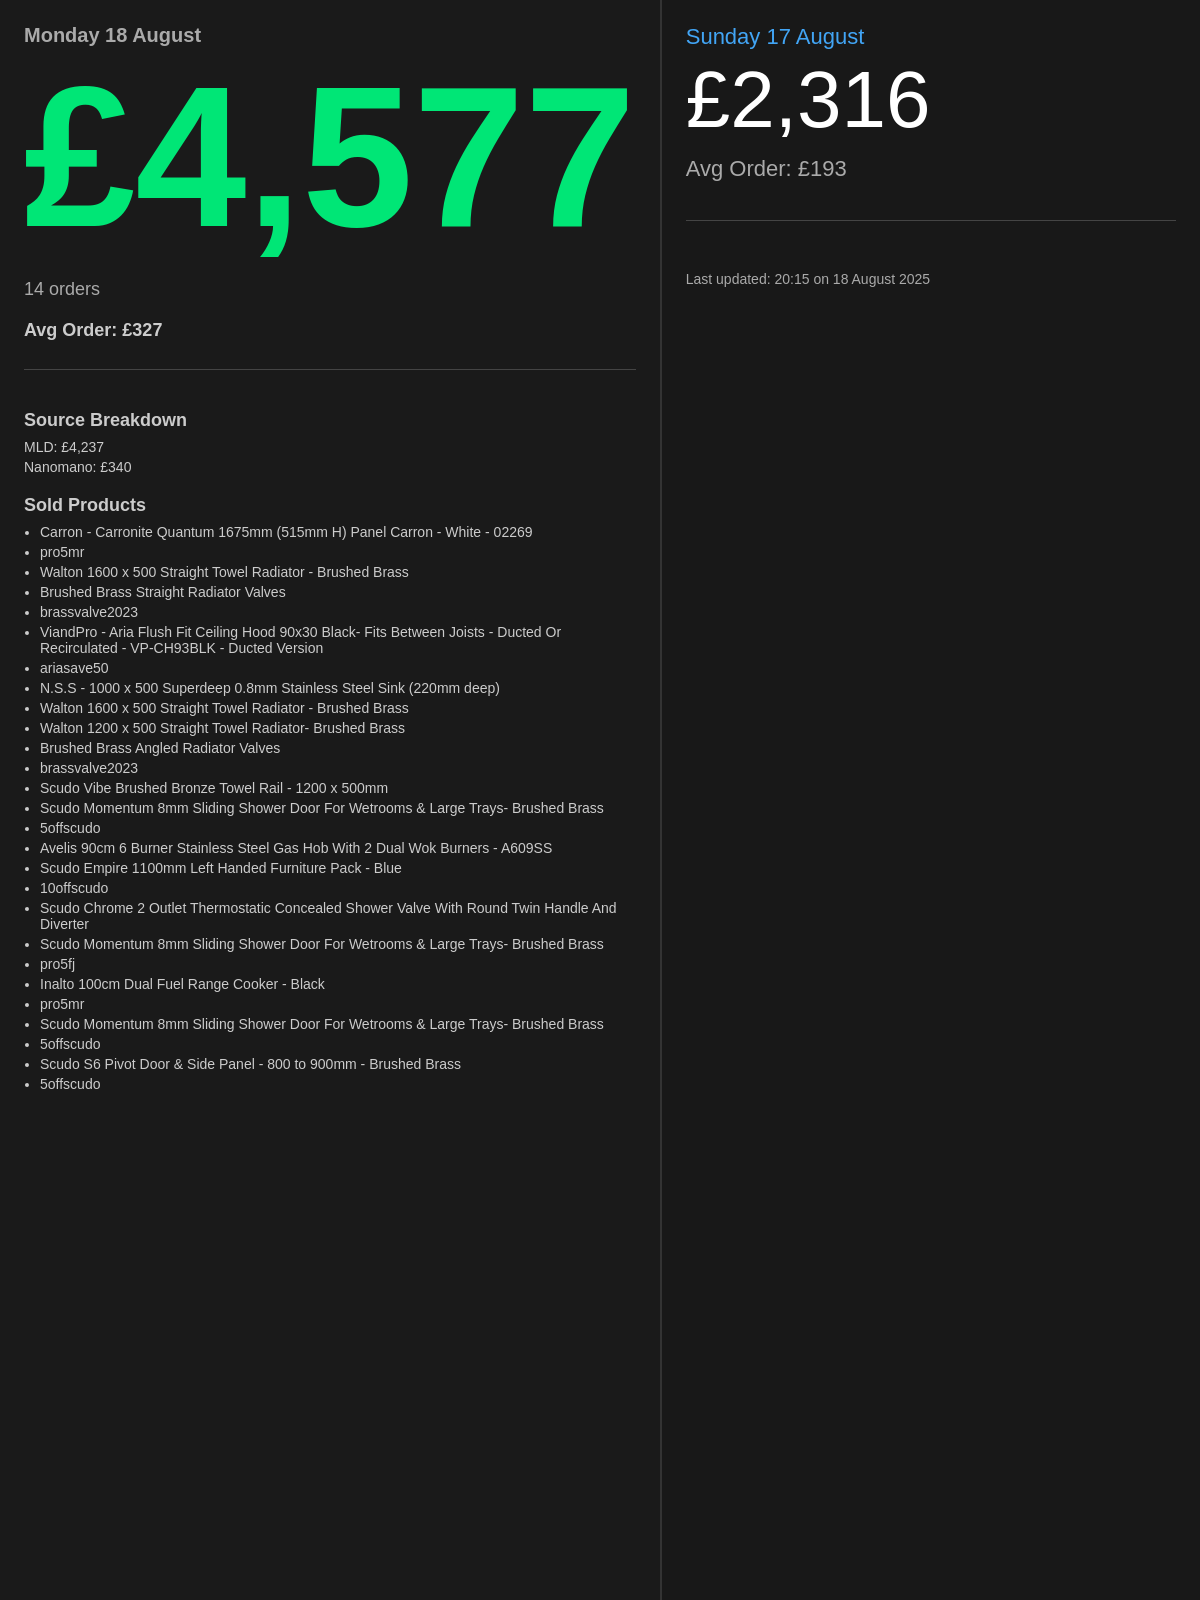 Monday 18 August
£4,577
14 orders
Avg Order: £327
Source Breakdown
MLD: £4,237
Nanomano: £340
Sold Products
• Carron - Carronite Quantum 1675mm (515mm H) Panel Carron - White - 02269
• pro5mr
• Walton 1600 x 500 Straight Towel Radiator - Brushed Brass
• Brushed Brass Straight Radiator Valves
• brassvalve2023
• ViandPro - Aria Flush Fit Ceiling Hood 90x30 Black- Fits Between Joists - Ducted Or
Recirculated - VP-CH93BLK - Ducted Version
• ariasave50
• N.S.S - 1000 x 500 Superdeep 0.8mm Stainless Steel Sink (220mm deep)
• Walton 1600 x 500 Straight Towel Radiator - Brushed Brass
• Walton 1200 x 500 Straight Towel Radiator- Brushed Brass
• Brushed Brass Angled Radiator Valves
• brassvalve2023
• Scudo Vibe Brushed Bronze Towel Rail - 1200 x 500mm
• Scudo Momentum 8mm Sliding Shower Door For Wetrooms & Large Trays- Brushed Brass
• 5offscudo
• Avelis 90cm 6 Burner Stainless Steel Gas Hob With 2 Dual Wok Burners - A609SS
• Scudo Empire 1100mm Left Handed Furniture Pack - Blue
• 10offscudo
• Scudo Chrome 2 Outlet Thermostatic Concealed Shower Valve With Round Twin Handle And
Diverter
• Scudo Momentum 8mm Sliding Shower Door For Wetrooms & Large Trays- Brushed Brass
• pro5fj
• Inalto 100cm Dual Fuel Range Cooker - Black
• pro5mr
• Scudo Momentum 8mm Sliding Shower Door For Wetrooms & Large Trays- Brushed Brass
• 5offscudo
• Scudo S6 Pivot Door & Side Panel - 800 to 900mm - Brushed Brass
• 5offscudo
Sunday 17 August
£2,316
Avg Order: £193
Last updated: 20:15 on 18 August 2025